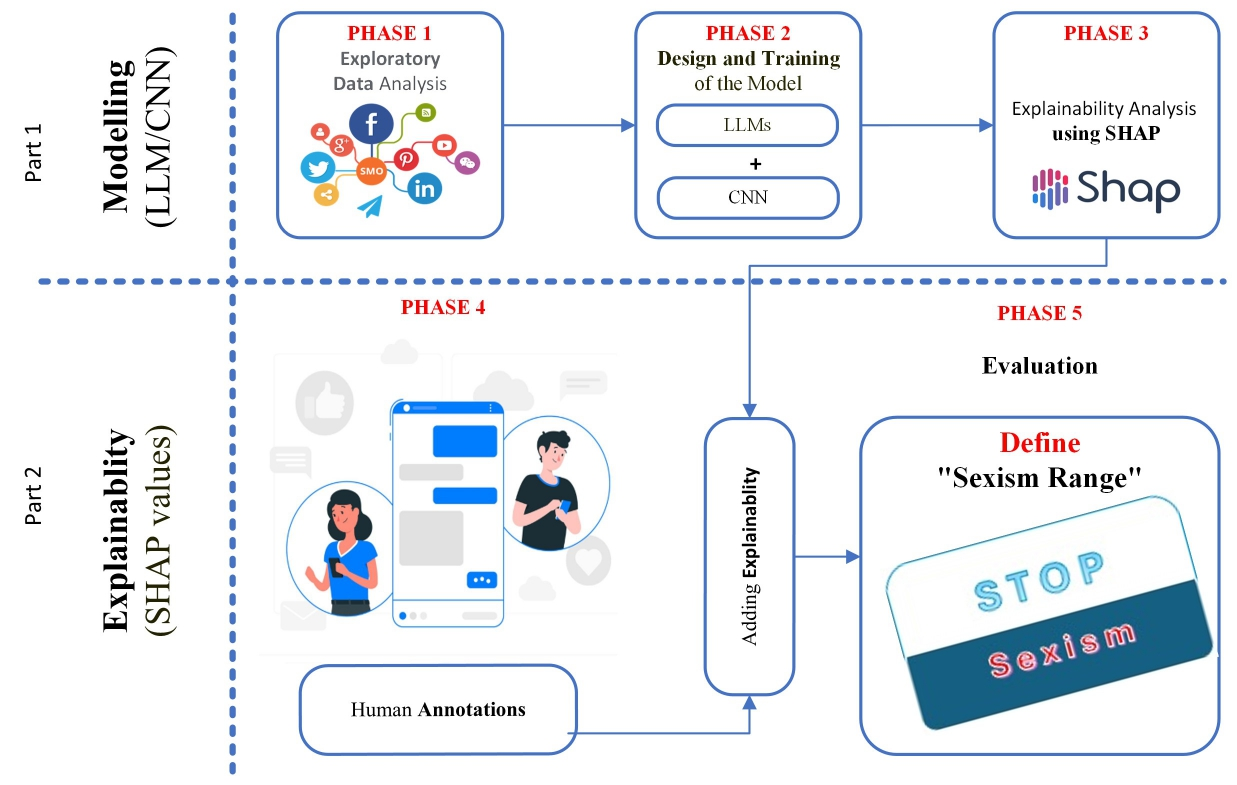 Part 1
Modelling
(LLM/CNN)
PHASE 1
Exploratory
Data Analysis
f
g+
SMO
in
PHASE 2
Design and Training
of the Model
LLMs
+
CNN
PHASE 3
Explainability Analysis
using SHAP
Shap
Part 2
Explainablity
(SHAP values)
PHASE 4
Human Annotations
Adding Explainablity
PHASE 5
Evaluation
Define
"Sexism Range"
STOP
Sexism